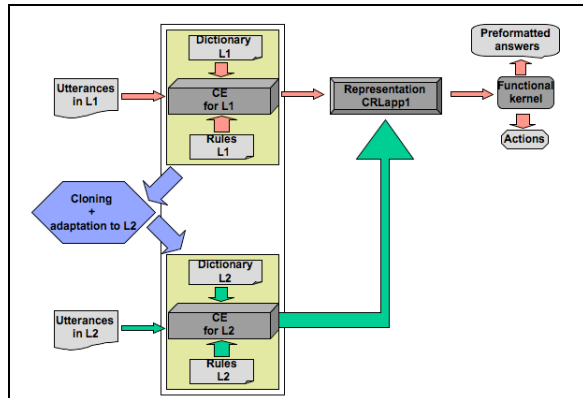 Preformatted
answers
Dictionary
L1
Utterances
in L1
CE
for L1
Representation
CRLapp1
Functional
kernel
Rules
L1
Actions
Cloning
+
adaptation to L2
Dictionary
L2
Utterances
in L2
CE
for L2
Rules
L2